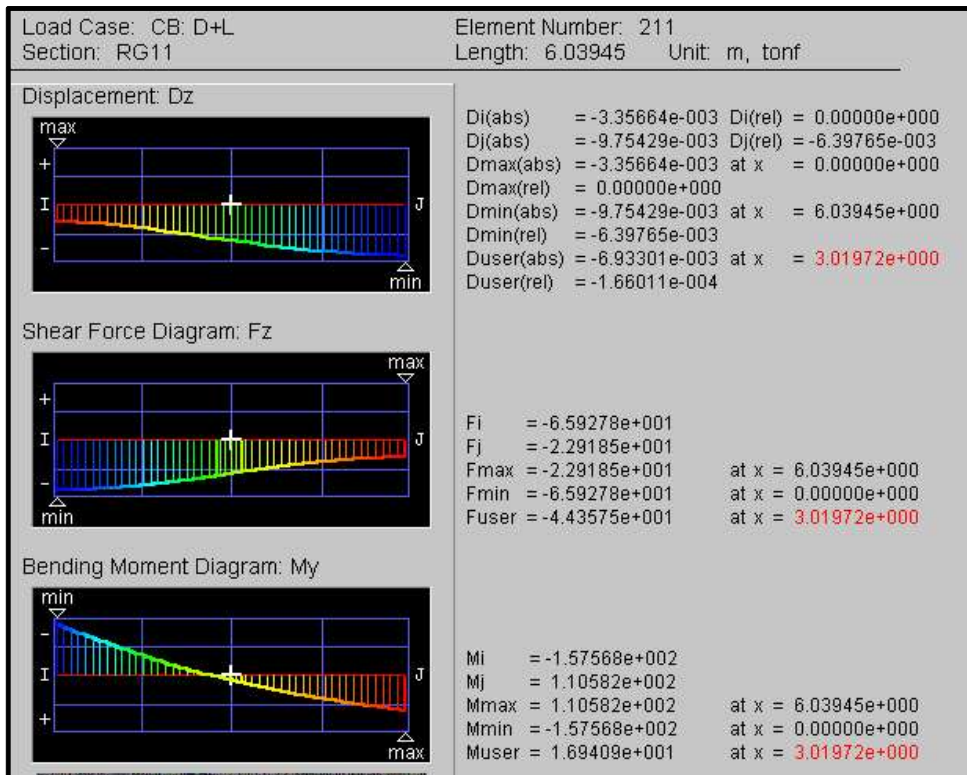 Load Case: CB: D+L
Element Number: 211
Section: RG11
Length: 6.03945 Unit: m, tonf
Displacement: Dz
max
+
I
J
-
min
Di(abs) =-3.35664e-003 Di(rel) = 0.00000e+000
Dj(abs) =-9.75429e-003 Dj(rel) =-6.39765e-003
Dmax(abs) =-3.35664e-003 at x = 0.00000e+000
Dmax(rel) = 0.00000e+000
Dmin(abs) =-9.75429e-003 at x = 6.03945e+000
Dmin(rel) =-6.39765e-003
Duser(abs) =-6.93301e-003 at x = 3.01972e+000
Duser(rel) =-1.66011e-004
Shear Force Diagram: Fz
max
+
I
J
-
min
Fi =-6.59278e+001
Fj =-2.29185e+001
Fmax =-2.29185e+001 at x = 6.03945e+000
Fmin =-6.59278e+001 at x = 0.00000e+000
Fuser =-4.43575e+001 at x = 3.01972e+000
Bending Moment Diagram: My
min
-
I
J
+
max
Mi =-1.57568e+002
Mj = 1.10582e+002
Mmax = 1.10582e+002 at x = 6.03945e+000
Mmin =-1.57568e+002 at x = 0.00000e+000
Muser = 1.69409e+001 at x = 3.01972e+000